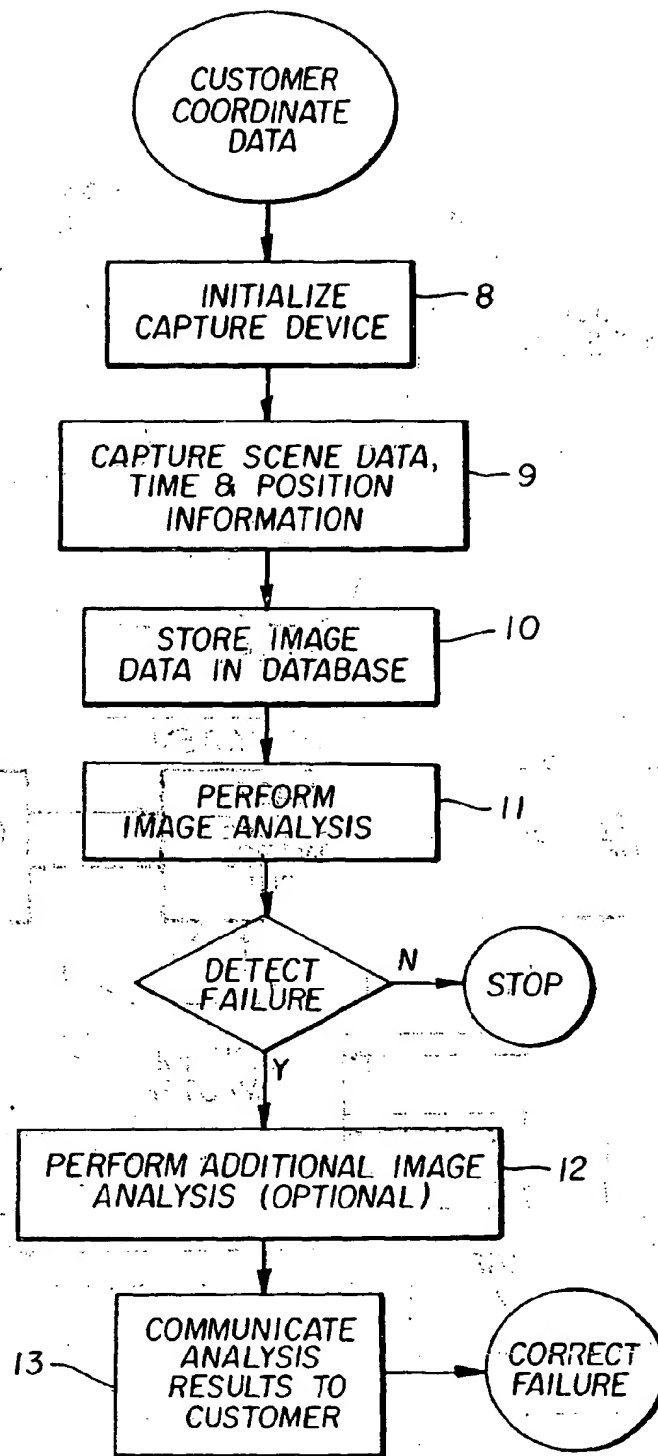 CUSTOMER
COORDINATE
DATA
INITIALIZE
CAPTURE DEVICE
8
CAPTURE SCENE DATA,
TIME & POSITION
INFORMATION
9
STORE IMAGE
DATA IN DATABASE
10
PERFORM
IMAGE ANALYSIS
11
DETECT
FAILURE
N
STOP
Y
PERFORM ADDITIONAL IMAGE
ANALYSIS (OPTIONAL)
12
COMMUNICATE
ANALYSIS
RESULTS TO
CUSTOMER
13
CORRECT
FAILURE